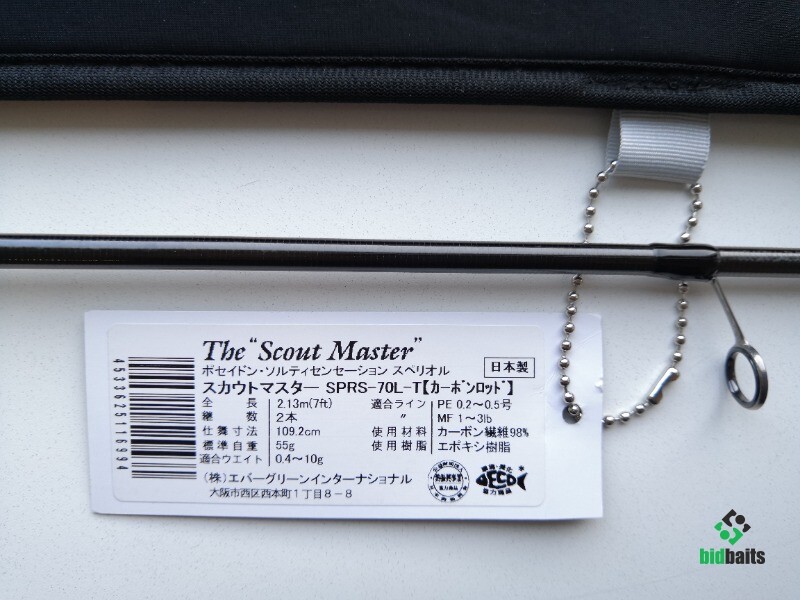 The "Scout Master"
ポセイドン・ソルティセンセーション スペリオル
日本製
スカウトマスター SPRS-70L-T【カーボンロッド】
全長 2.13m(7ft) 適合ライン PE 0.2〜0.5号
継数 2本 〃 MF 1〜3lb
仕舞寸法 109.2cm 使用材料 カーボン繊維98%
標準自重 55g 使用樹脂 エポキシ樹脂
適合ウエイト 0.4〜10g
(株)エバーグリーンインターナショナル
大阪市西区西本町1丁目8-8
4533625116994
ECO
協力商品
bidbaits